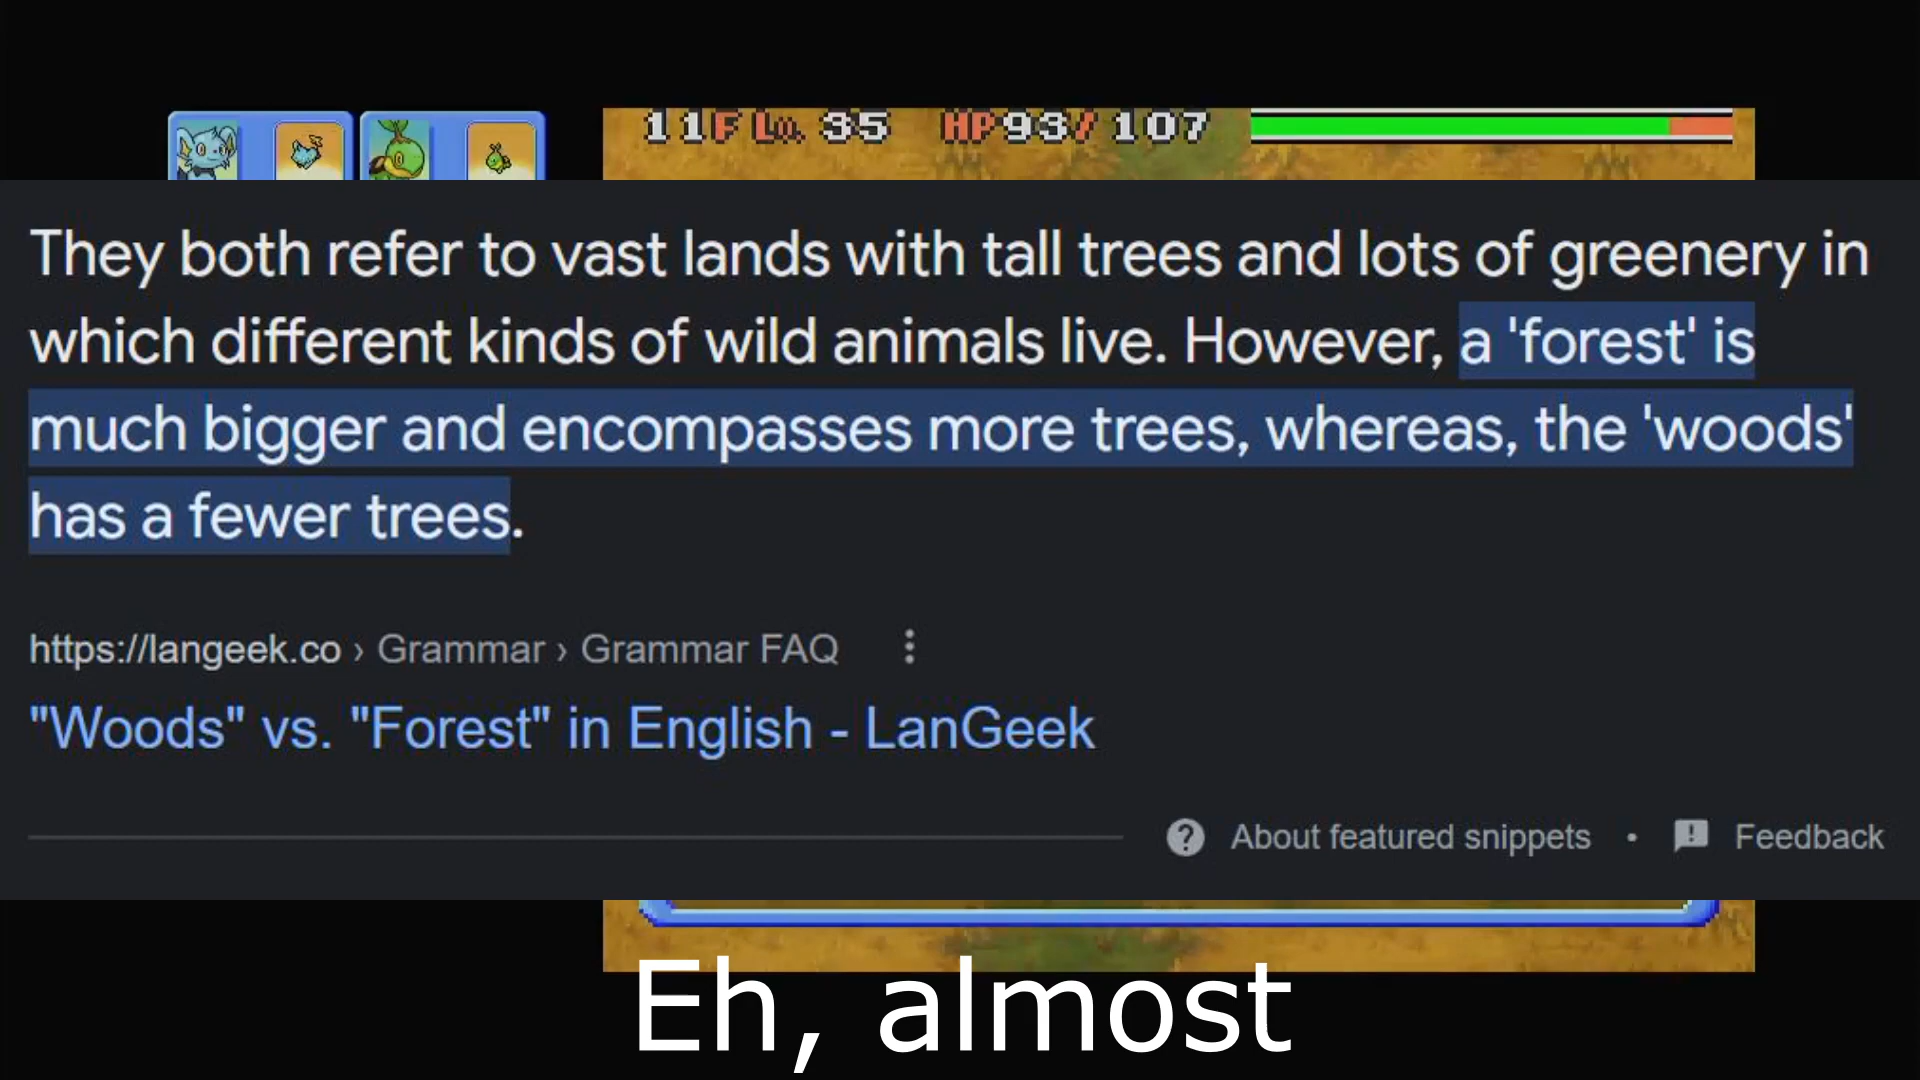 11F Lv. 35 HP93/107
They both refer to vast lands with tall trees and lots of greenery in
which different kinds of wild animals live. However, a 'forest' is
much bigger and encompasses more trees, whereas, the 'woods'
has a fewer trees.
https://langeek.co › Grammar › Grammar FAQ
"Woods" vs. "Forest" in English - LanGeek
About featured snippets • Feedback
Eh, almost